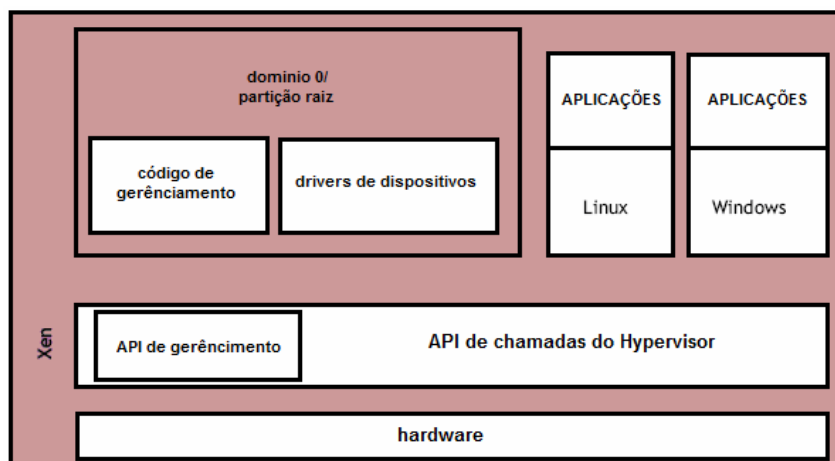 dominio 0/
partição raiz
código de
gerênciamento
drivers de dispositivos
APLICAÇÕES
Linux
APLICAÇÕES
Windows
Xen
API de gerêncimento
API de chamadas do Hypervisor
hardware